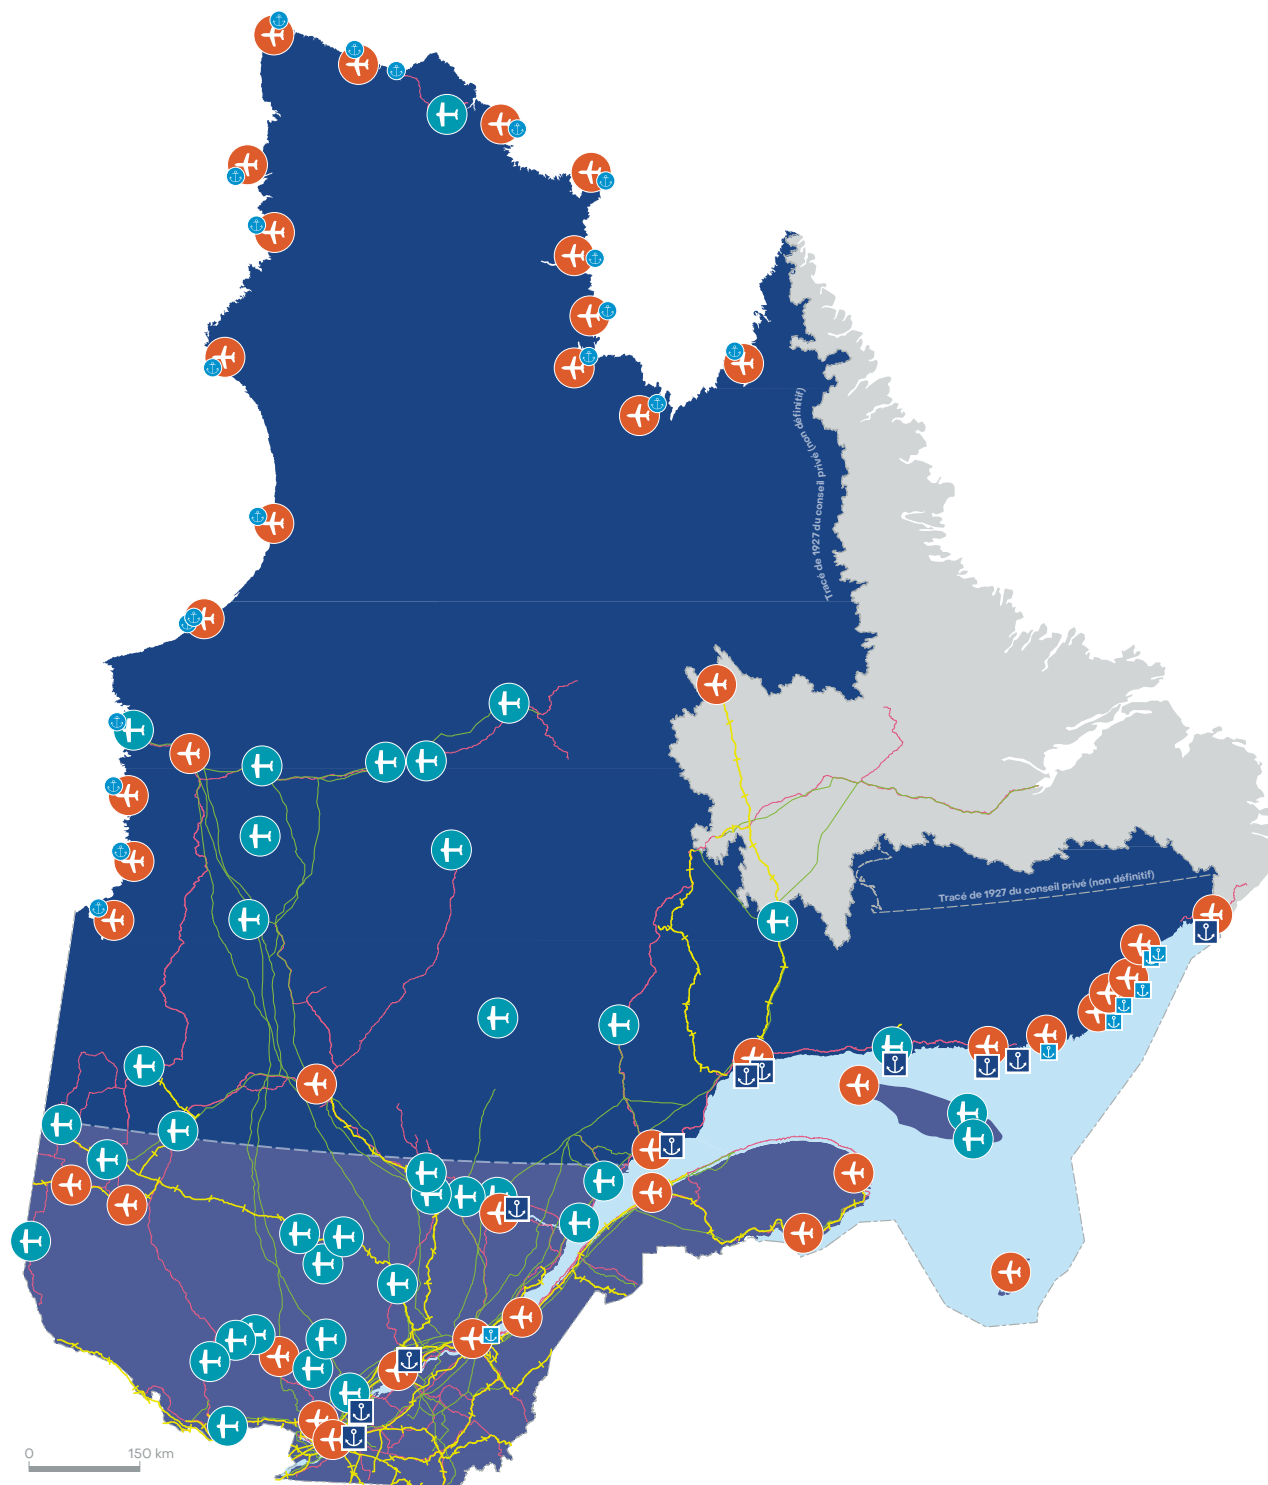 Tracé de 1927 du conseil privé (non définitif)
Tracé de 1927 du conseil privé (non définitif)
0 150 km